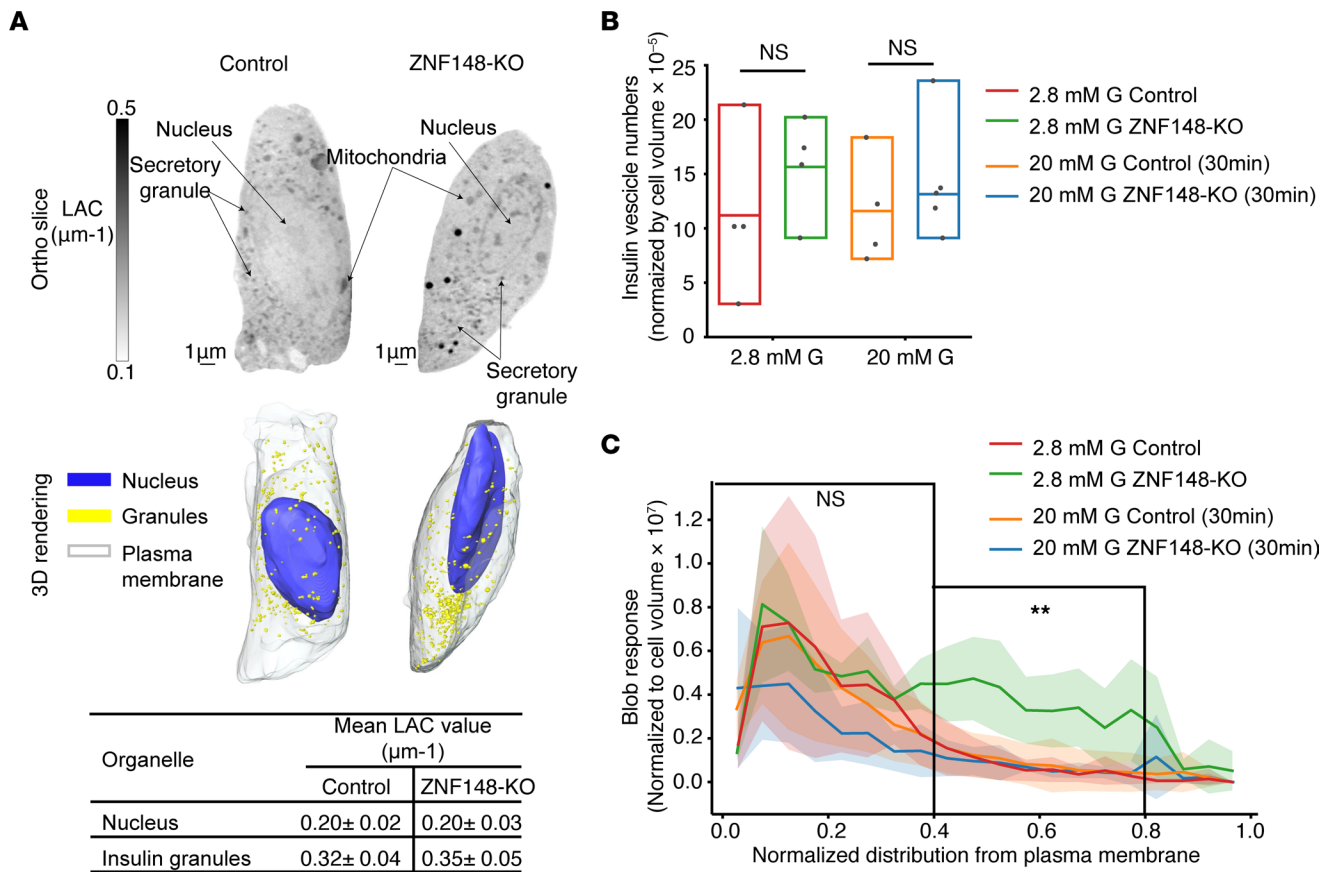 A
Control
ZNF148-KO
0.5
Nucleus
Nucleus
Mitochondria
Secretory
granule
Ortho slice
LAC
(µm-1)
1µm
1µm
0.1
Secretory
granule
3D rendering
Nucleus
Granules
Plasma
membrane
Organelle
Mean LAC value
(µm-1)
Control
ZNF148-KO
Nucleus
0.20± 0.02
0.20± 0.03
Insulin granules
0.32± 0.04
0.35± 0.05
B
Insulin vesicle numbers
(normaized by cell volume × 10⁻⁵)
NS
NS
25
20
15
10
5
0
2.8 mM G
20 mM G
2.8 mM G Control
2.8 mM G ZNF148-KO
20 mM G Control (30min)
20 mM G ZNF148-KO (30min)
C
2.8 mM G Control
2.8 mM G ZNF148-KO
20 mM G Control (30min)
20 mM G ZNF148-KO (30min)
Blob response
(Normalized to cell volume × 10⁷)
NS
**
1.2
1.0
0.8
0.6
0.4
0.2
0.0
0.0
0.2
0.4
0.6
0.8
1.0
Normalized distribution from plasma membrane